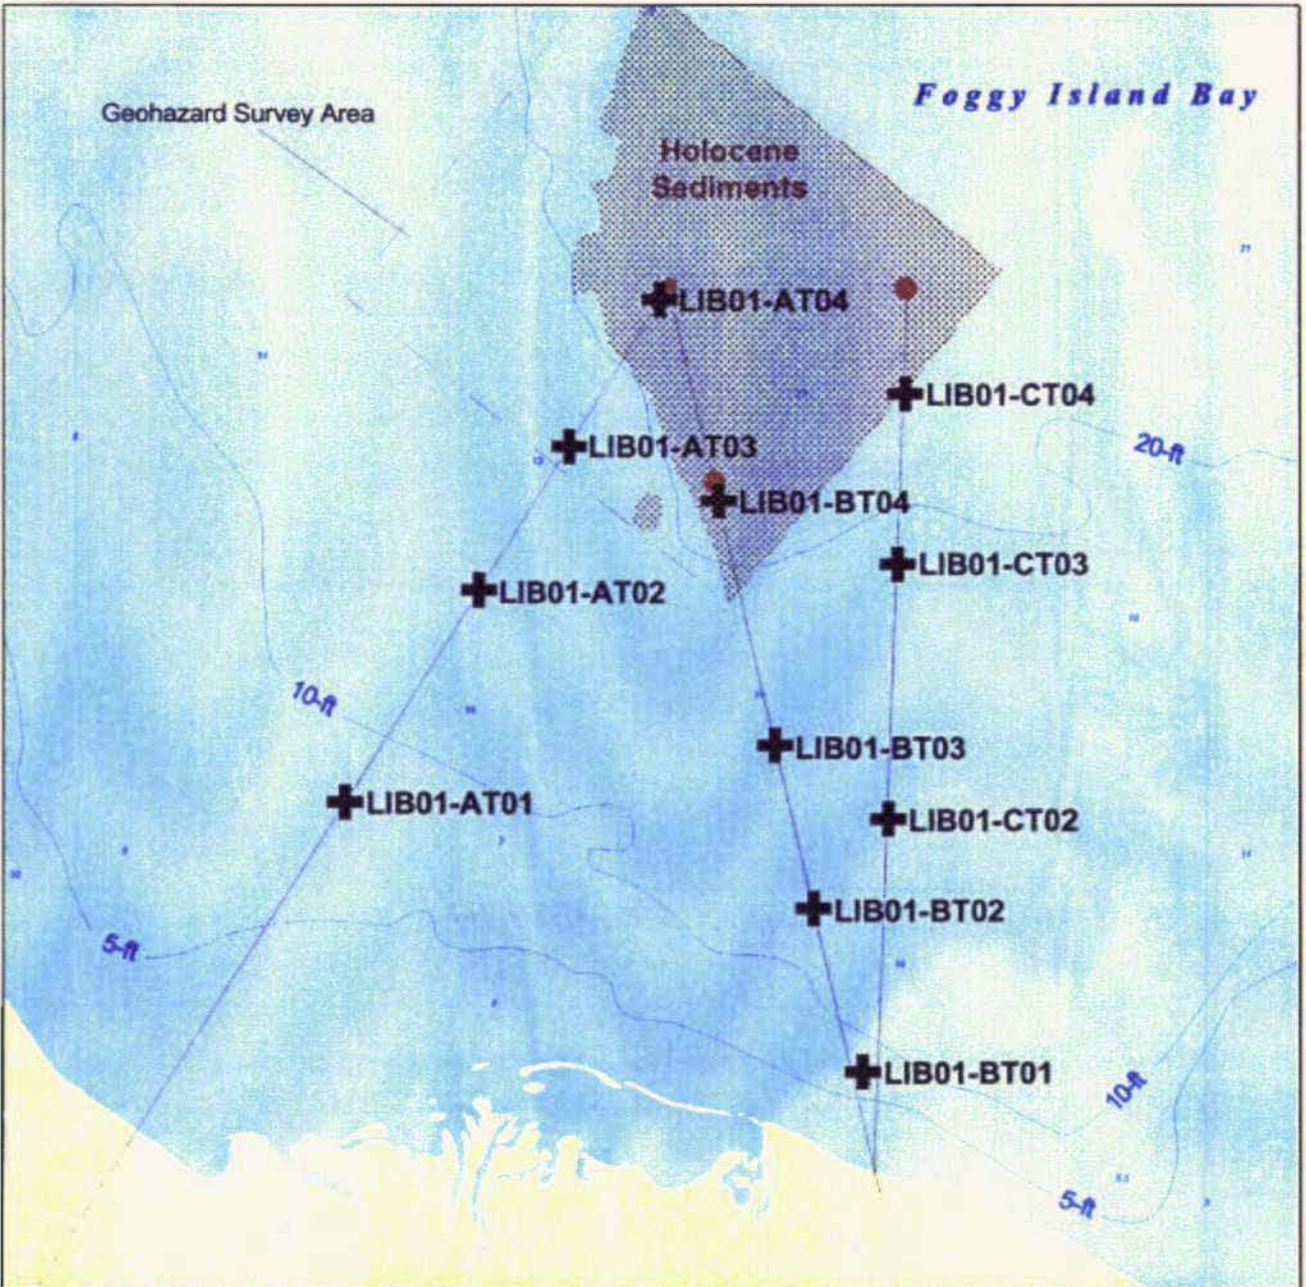 Foggy Island Bay
Geohazard Survey Area
Holocene
Sediments
LIB01-AT04
LIB01-CT04
LIB01-AT03
20-ft
LIB01-BT04
LIB01-CT03
LIB01-AT02
10-ft
LIB01-BT03
LIB01-AT01
LIB01-CT02
LIB01-BT02
5-ft
LIB01-BT01
10-ft
5-ft